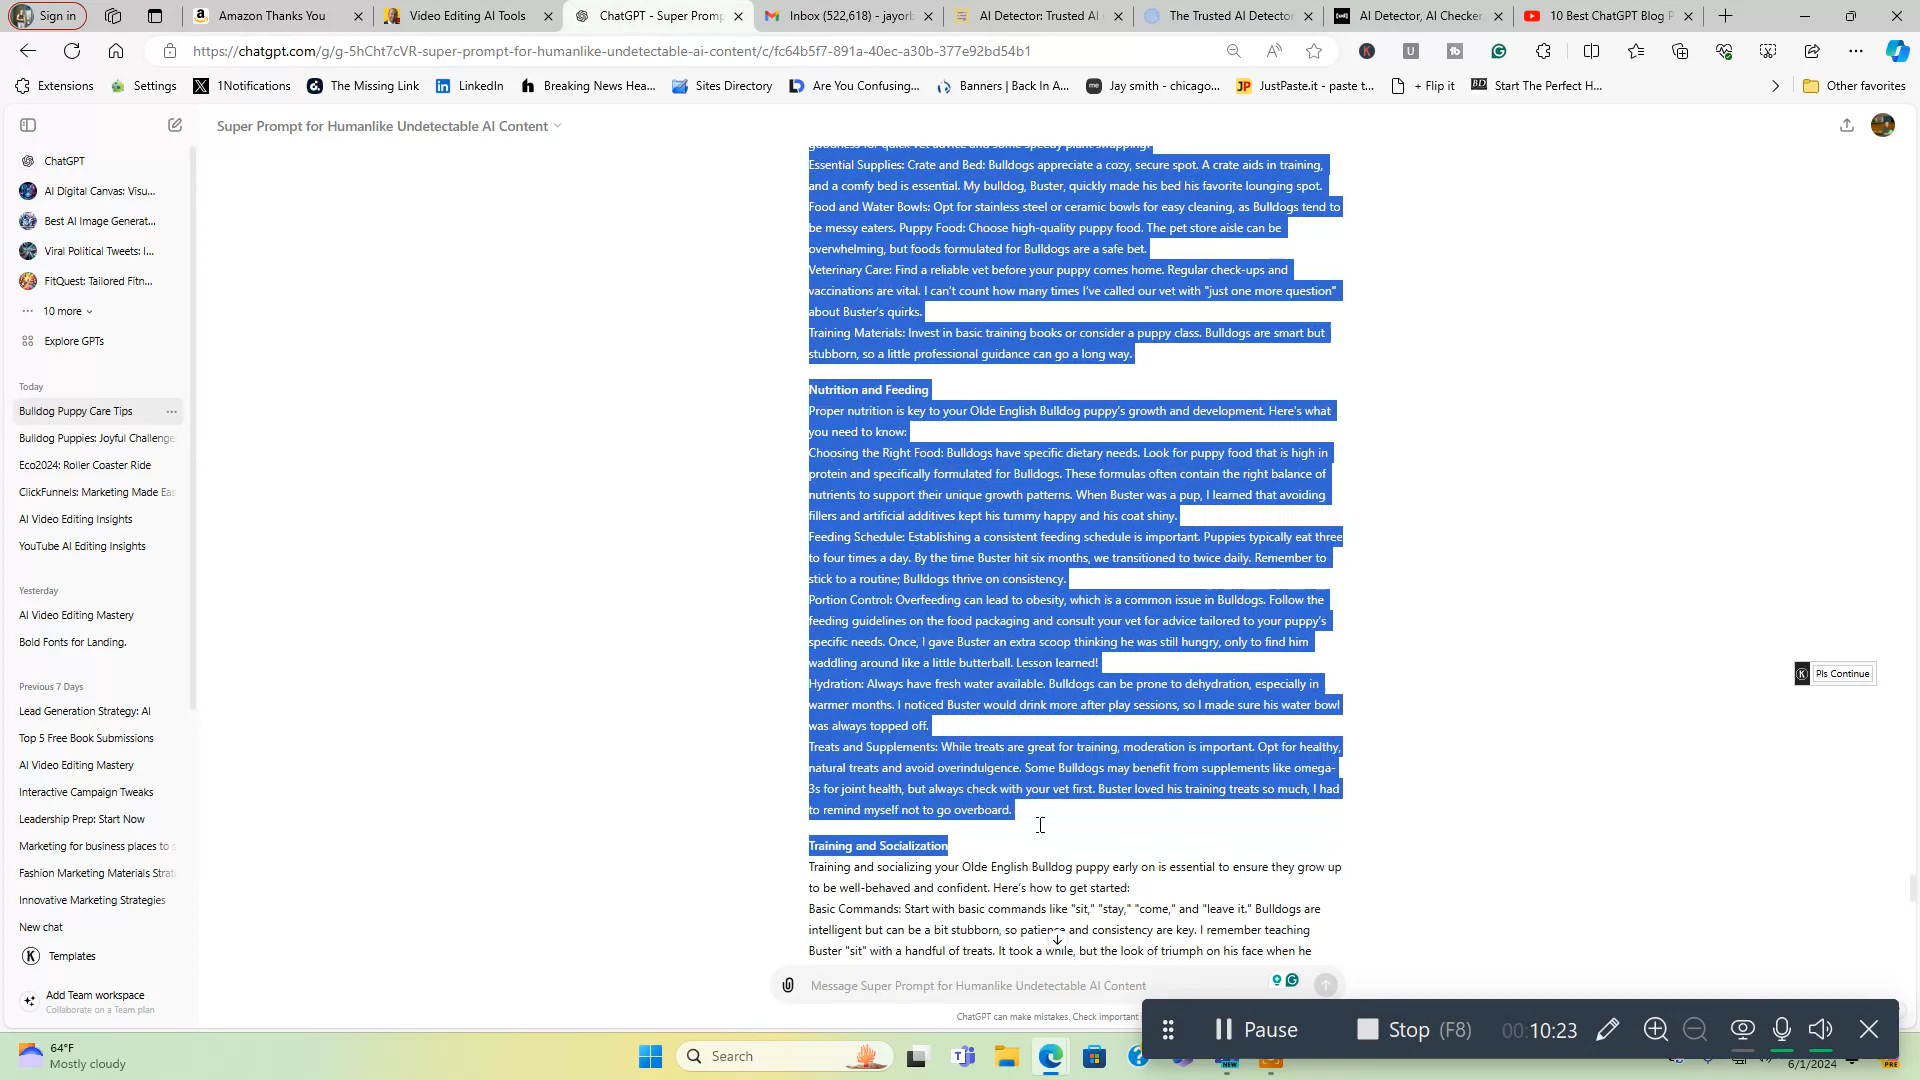 Sign in
Amazon Thanks You
Video Editing AI Tools
ChatGPT - Super Promp
Inbox (522,618) - jayorb
AI Detector: Trusted AI
The Trusted AI Detector
AI Detector, AI Checker
10 Best ChatGPT Blog P
https://chatgpt.com/g/g-5hCht7cVR-super-prompt-for-humanlike-undetectable-ai-content/c/fc64b5f7-891a-40ec-a30b-377e92bd54b1
Extensions
Settings
1Notifications
The Missing Link
LinkedIn
Breaking News Hea...
Sites Directory
Are You Confusing...
Banners | Back In A...
Jay smith - chicago...
JustPaste.it - paste t...
+ Flip it
Start The Perfect H...
Other favorites
Super Prompt for Humanlike Undetectable AI Content
ChatGPT
AI Digital Canvas: Visu...
Best AI Image Generat...
Viral Political Tweets: I...
FitQuest: Tailored Fitn...
10 more
Explore GPTs
Today
Bulldog Puppy Care Tips
Bulldog Puppies: Joyful Challenge
Eco2024: Roller Coaster Ride
ClickFunnels: Marketing Made Eas
AI Video Editing Insights
YouTube AI Editing Insights
Yesterday
AI Video Editing Mastery
Bold Fonts for Landing.
Previous 7 Days
Lead Generation Strategy: AI
Top 5 Free Book Submissions
AI Video Editing Mastery
Interactive Campaign Tweaks
Leadership Prep: Start Now
Marketing for business places to s
Fashion Marketing Materials Strat
Innovative Marketing Strategies
New chat
Templates
Add Team workspace
Collaborate on a Team plan
goodness for quick vet advice and some speedy plant swapping!
Essential Supplies: Crate and Bed: Bulldogs appreciate a cozy, secure spot. A crate aids in training,
and a comfy bed is essential. My bulldog, Buster, quickly made his bed his favorite lounging spot.
Food and Water Bowls: Opt for stainless steel or ceramic bowls for easy cleaning, as Bulldogs tend to
be messy eaters. Puppy Food: Choose high-quality puppy food. The pet store aisle can be
overwhelming, but foods formulated for Bulldogs are a safe bet.
Veterinary Care: Find a reliable vet before your puppy comes home. Regular check-ups and
vaccinations are vital. I can't count how many times I've called our vet with "just one more question"
about Buster's quirks.
Training Materials: Invest in basic training books or consider a puppy class. Bulldogs are smart but
stubborn, so a little professional guidance can go a long way.
Nutrition and Feeding
Proper nutrition is key to your Olde English Bulldog puppy's growth and development. Here's what
you need to know:
Choosing the Right Food: Bulldogs have specific dietary needs. Look for puppy food that is high in
protein and specifically formulated for Bulldogs. These formulas often contain the right balance of
nutrients to support their unique growth patterns. When Buster was a pup, I learned that avoiding
fillers and artificial additives kept his tummy happy and his coat shiny.
Feeding Schedule: Establishing a consistent feeding schedule is important. Puppies typically eat three
to four times a day. By the time Buster hit six months, we transitioned to twice daily. Remember to
stick to a routine; Bulldogs thrive on consistency.
Portion Control: Overfeeding can lead to obesity, which is a common issue in Bulldogs. Follow the
feeding guidelines on the food packaging and consult your vet for advice tailored to your puppy's
specific needs. Once, I gave Buster an extra scoop thinking he was still hungry, only to find him
waddling around like a little butterball. Lesson learned!
Hydration: Always have fresh water available. Bulldogs can be prone to dehydration, especially in
warmer months. I noticed Buster would drink more after play sessions, so I made sure his water bowl
was always topped off.
Treats and Supplements: While treats are great for training, moderation is important. Opt for healthy,
natural treats and avoid overindulgence. Some Bulldogs may benefit from supplements like omega-
3s for joint health, but always check with your vet first. Buster loved his training treats so much, I had
to remind myself not to go overboard.
Training and Socialization
Training and socializing your Olde English Bulldog puppy early on is essential to ensure they grow up
to be well-behaved and confident. Here's how to get started:
Basic Commands: Start with basic commands like "sit," "stay," "come," and "leave it." Bulldogs are
intelligent but can be a bit stubborn, so patience and consistency are key. I remember teaching
Buster "sit" with a handful of treats. It took a while, but the look of triumph on his face when he
Pls Continue
Message Super Prompt for Humanlike Undetectable AI Content
ChatGPT can make mistakes. Check important
Pause
Stop (F8)
00:10:23
64°F
Mostly cloudy
Search
6/1/2024